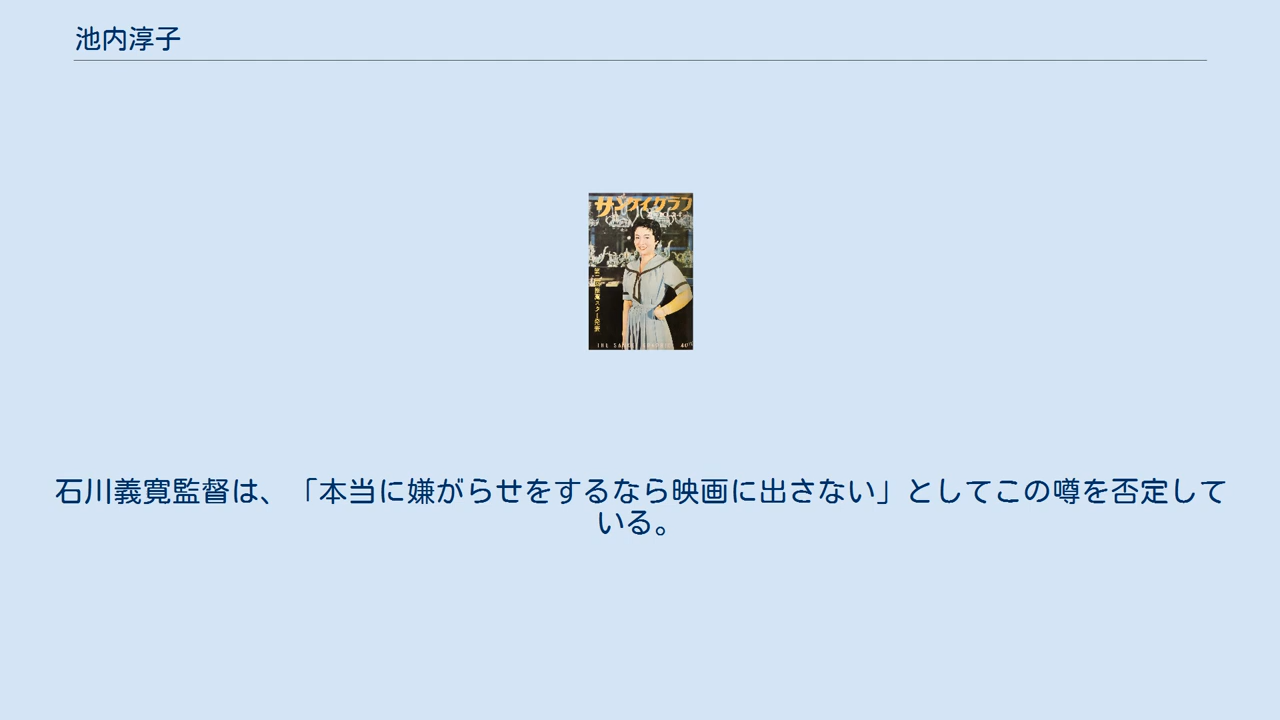 池内淳子
サンケイグラフ
石川義寛監督は、「本当に嫌がらせをするなら映画に出さない」としてこの噂を否定して
いる。